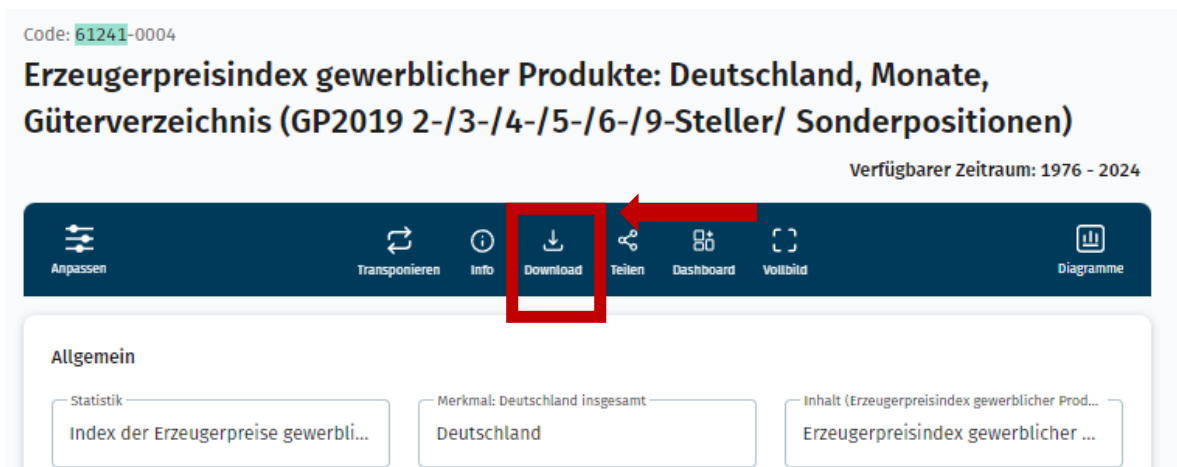 Code: 61241-0004
Erzeugerpreisindex gewerblicher Produkte: Deutschland, Monate,
Güterverzeichnis (GP2019 2-/3-/4-/5-/6-/9-Steller/ Sonderpositionen)
Verfügbarer Zeitraum: 1976 - 2024
Anpassen Transponieren Info Download Teilen Dashboard Vollbild Diagramme
Allgemein
Statistik Merkmal: Deutschland insgesamt Inhalt (Erzeugerpreisindex gewerblicher Prod...
Index der Erzeugerpreise gewerbli... Deutschland Erzeugerpreisindex gewerblicher ...